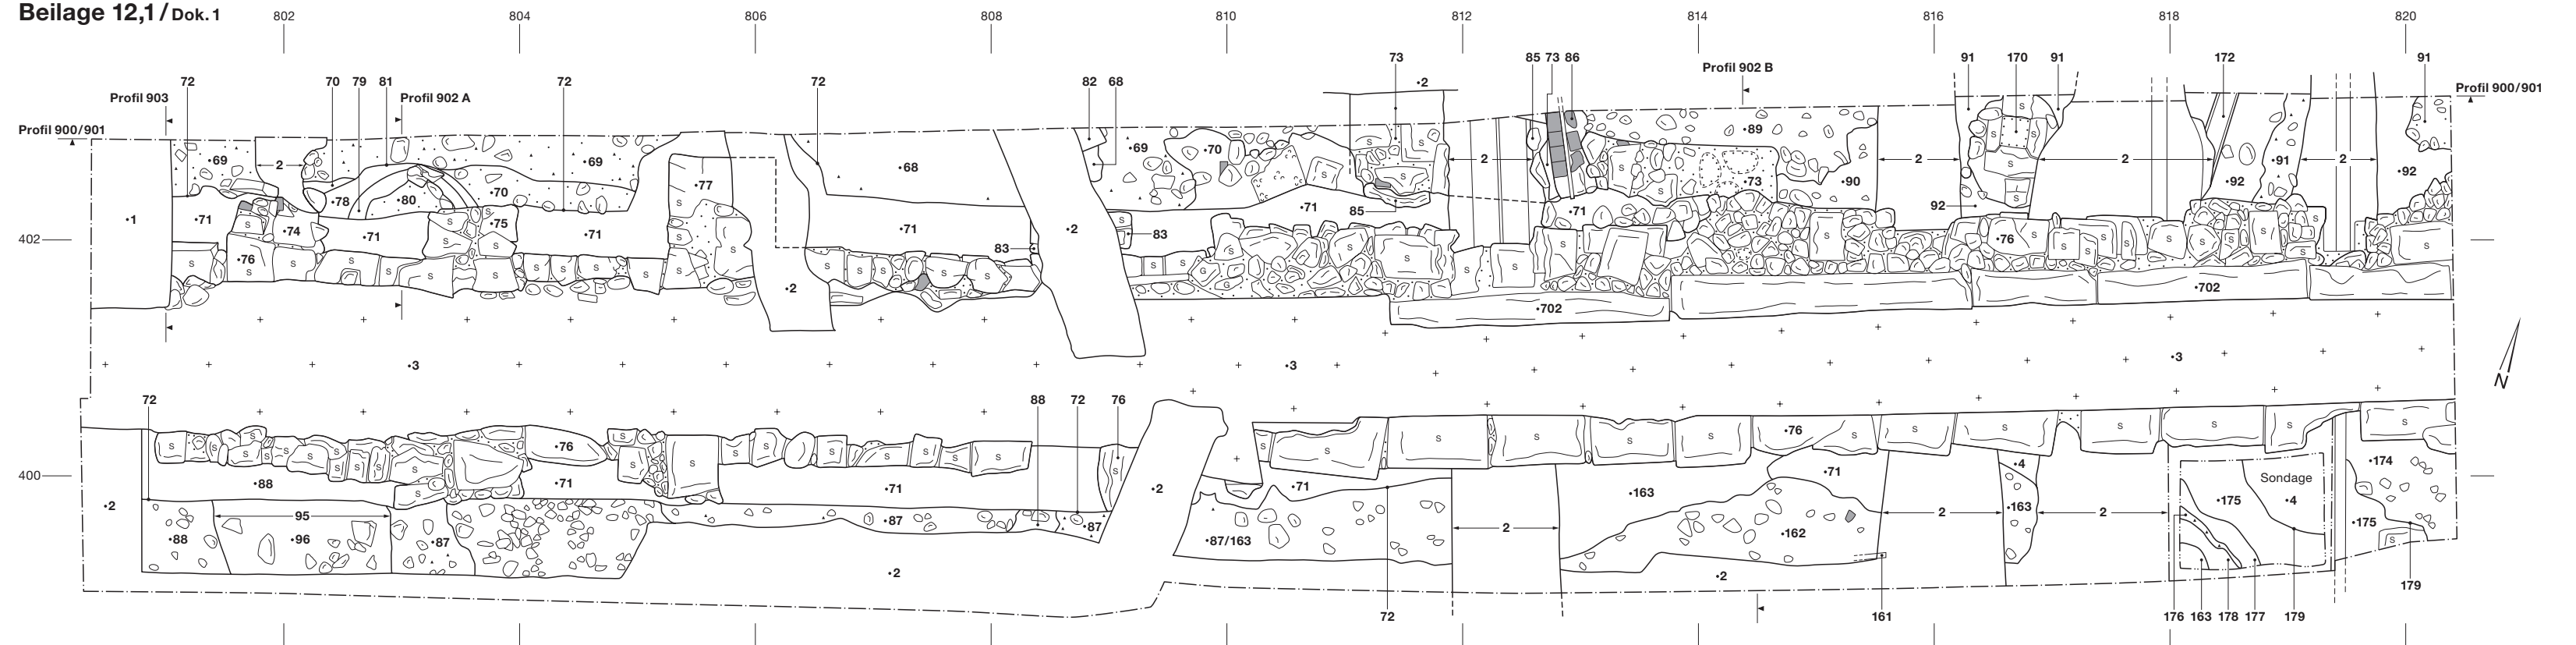 Beilage 12,1 / Dok. 1
802 804 806 808 810 812 814 816 818 820
72 70 79 81 72 72 82 68 73 •2 85 73 86 91 170 91 172 91
Profil 903 Profil 902 A Profil 902 B Profil 900/901
Profil 900/901
•69 2 •69 •68 •69 •70 2 •89 2 2 •91 2
•78 •80 •70 •77 •73 •90 •92 •92
•1 •71 •74 •71 •75 •71 •71 •2 83 83 •71 85 •71 92
402 •76 •76
S S S S S S S S S S S S S S S S S S S S S S G G S S S S S S S S S S S S S S S
•2 •702 •702
•3 •3 •3
N
72 88 72 76
S S S S S S S S S S •76 S S S S S S S S S S S S S S S S •76 S S S S S S
400 •88 •71 •71 •71 •163 •71 •4 •174
•2 95 •2 Sondage
•88 •96 •87 •87 •87 •87/163 2 •162 2 •163 2 •175 •4 •175
S
•2 •2 179
72 161 176 163 178 177 179